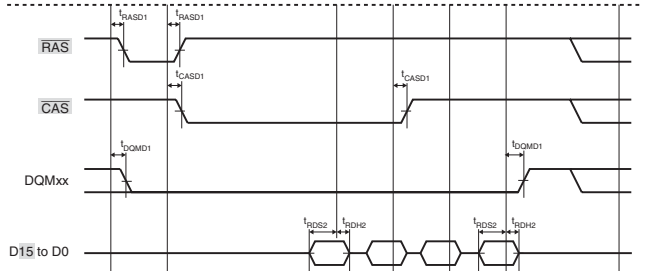 tRASD1 tRASD1
RAS
tCASD1 tCASD1
CAS
tDQMD1 tDQMD1
DQMxx
tRDS2 tRDH2 tRDS2 tRDH2
D15 to D0